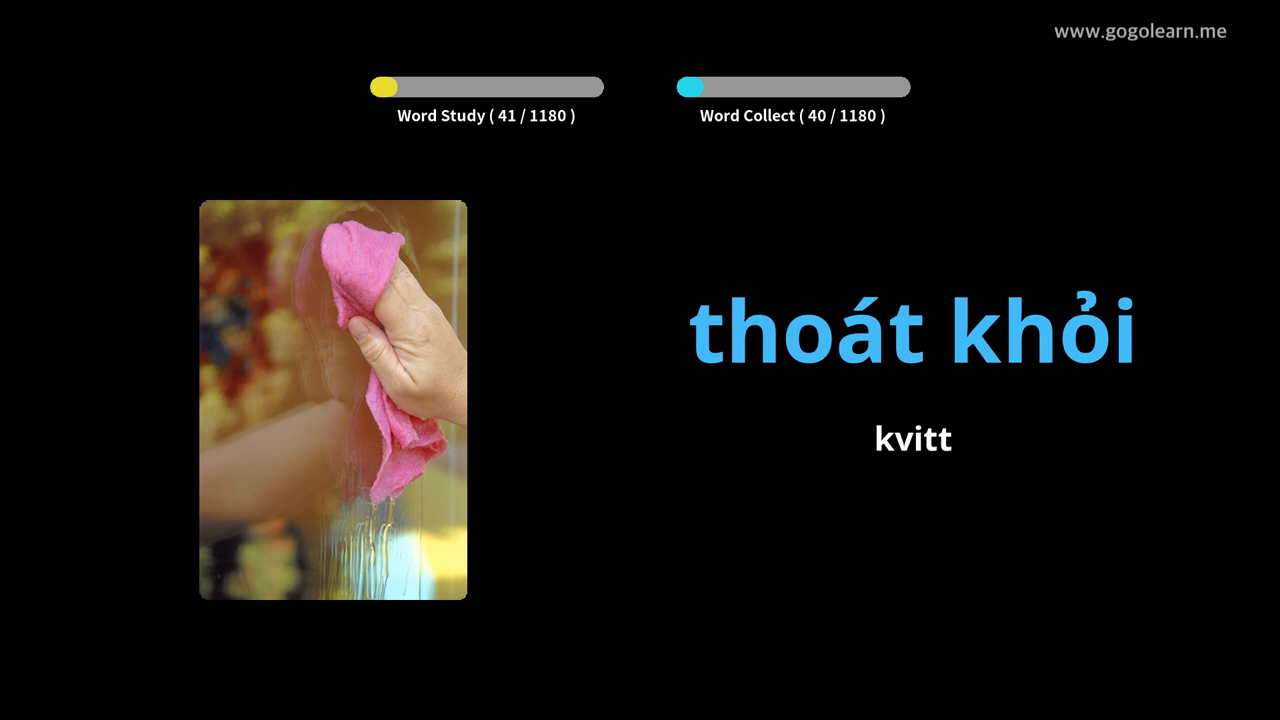 www.gogolearn.me
Word Study ( 41 / 1180 )
Word Collect ( 40 / 1180 )
thoát khỏi
kvitt